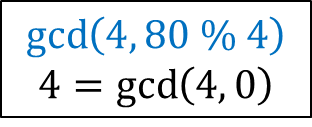 gcd(4, 80 % 4)
4 = gcd(4, 0)